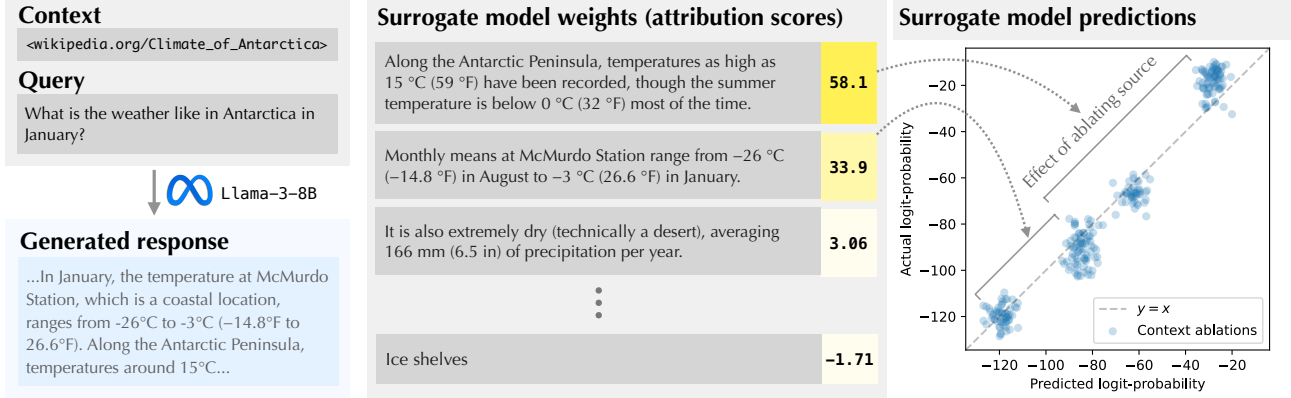 Context
<wikipedia.org/Climate_of_Antarctica>
Query
What is the weather like in Antarctica in
January?
Llama-3-8B
Generated response
...In January, the temperature at McMurdo
Station, which is a coastal location,
ranges from -26°C to -3°C (−14.8°F to
26.6°F). Along the Antarctic Peninsula,
temperatures around 15°C...
Surrogate model weights (attribution scores)
Along the Antarctic Peninsula, temperatures as high as
15 °C (59 °F) have been recorded, though the summer
temperature is below 0 °C (32 °F) most of the time.
58.1
Monthly means at McMurdo Station range from −26 °C
(−14.8 °F) in August to −3 °C (26.6 °F) in January.
33.9
It is also extremely dry (technically a desert), averaging
166 mm (6.5 in) of precipitation per year.
3.06
Ice shelves
−1.71
Surrogate model predictions
Actual logit-probability
−20
−40
−60
−80
−100
−120
Effect of ablating source
y = x
Context ablations
−120
−100
−80
−60
−40
−20
Predicted logit-probability